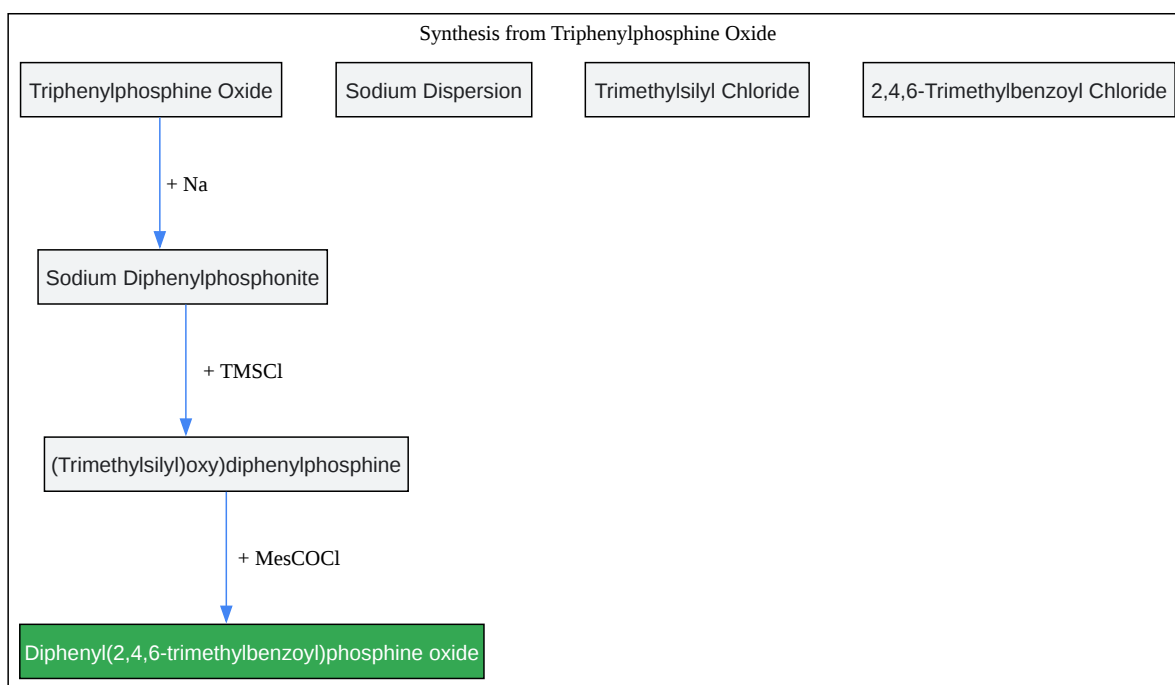 Synthesis from Triphenylphosphine Oxide
Triphenylphosphine Oxide
Sodium Dispersion
Trimethylsilyl Chloride
2,4,6-Trimethylbenzoyl Chloride
+ Na
Sodium Diphenylphosphonite
+ TMSCl
(Trimethylsilyl)oxy)diphenylphosphine
+ MesCOCl
Diphenyl(2,4,6-trimethylbenzoyl)phosphine oxide